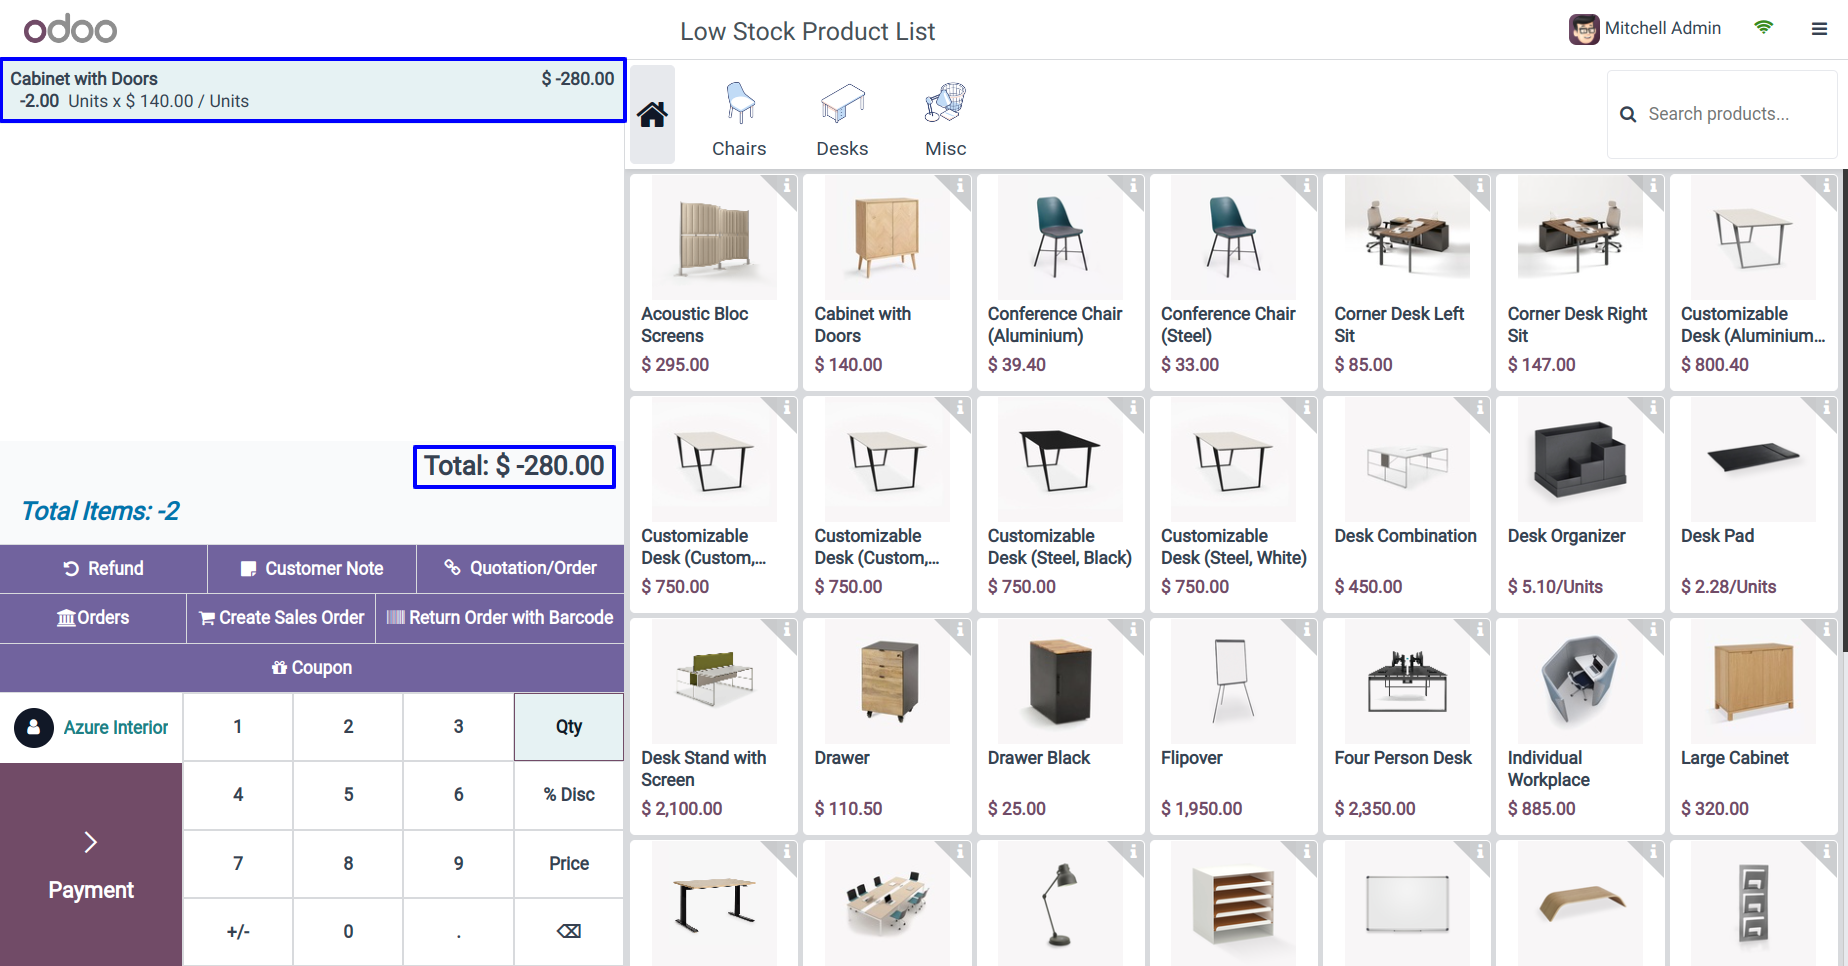 odoo
Low Stock Product List
Mitchell Admin
Cabinet with Doors
$ -280.00
-2.00 Units x $ 140.00 / Units
Chairs
Desks
Misc
Search products...
Acoustic Bloc
Screens
$ 295.00
Cabinet with
Doors
$ 140.00
Conference Chair
(Aluminium)
$ 39.40
Conference Chair
(Steel)
$ 33.00
Corner Desk Left
Sit
$ 85.00
Corner Desk Right
Sit
$ 147.00
Customizable
Desk (Aluminium...
$ 800.40
Customizable
Desk (Custom,...
$ 750.00
Customizable
Desk (Custom,...
$ 750.00
Customizable
Desk (Steel, Black)
$ 750.00
Customizable
Desk (Steel, White)
$ 750.00
Desk Combination
$ 450.00
Desk Organizer
$ 5.10/Units
Desk Pad
$ 2.28/Units
Desk Stand with
Screen
$ 2,100.00
Drawer
$ 110.50
Drawer Black
$ 25.00
Flipover
$ 1,950.00
Four Person Desk
$ 2,350.00
Individual
Workplace
$ 885.00
Large Cabinet
$ 320.00
Total: $ -280.00
Total Items: -2
Refund
Customer Note
Quotation/Order
Orders
Create Sales Order
Return Order with Barcode
Coupon
Azure Interior
1
2
3
Qty
4
5
6
% Disc
7
8
9
Price
+/-
0
.
Payment